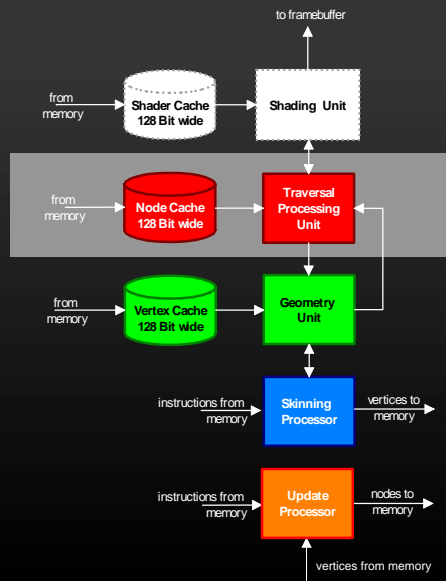 to framebuffer
from
memory
Shader Cache
128 Bit wide
Shading Unit
from
memory
Node Cache
128 Bit wide
Traversal
Processing
Unit
from
memory
Vertex Cache
128 Bit wide
Geometry
Unit
instructions from
memory
Skinning
Processor
vertices to
memory
instructions from
memory
Update
Processor
nodes to
memory
vertices from memory